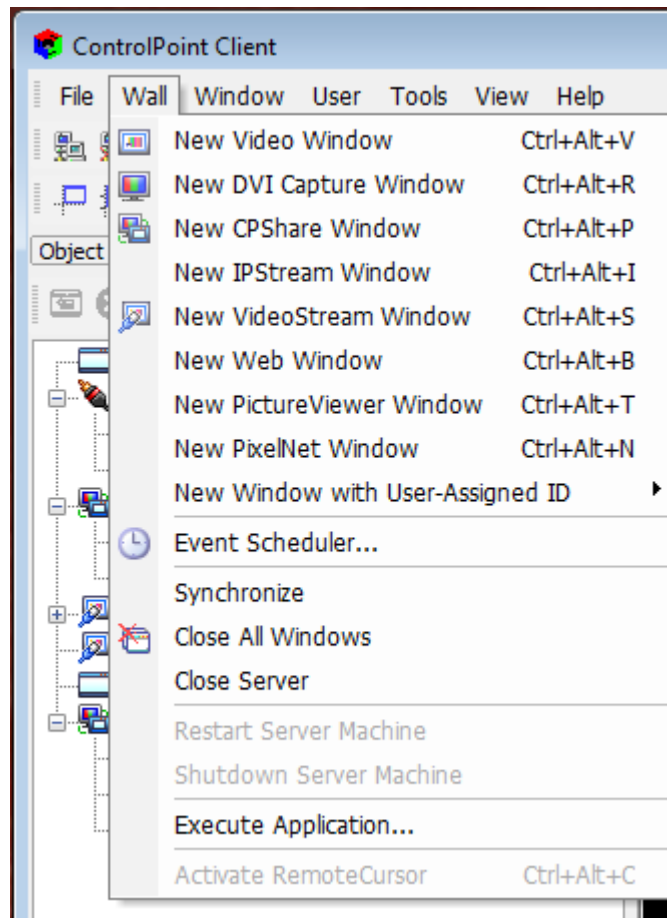 ControlPoint Client
File Wall Window User Tools View Help
New Video Window Ctrl+Alt+V
New DVI Capture Window Ctrl+Alt+R
New CPShare Window Ctrl+Alt+P
Object
New IPStream Window Ctrl+Alt+I
New VideoStream Window Ctrl+Alt+S
New Web Window Ctrl+Alt+B
New PictureViewer Window Ctrl+Alt+T
New PixelNet Window Ctrl+Alt+N
New Window with User-Assigned ID
Event Scheduler...
Synchronize
Close All Windows
Close Server
Restart Server Machine
Shutdown Server Machine
Execute Application...
Activate RemoteCursor Ctrl+Alt+C